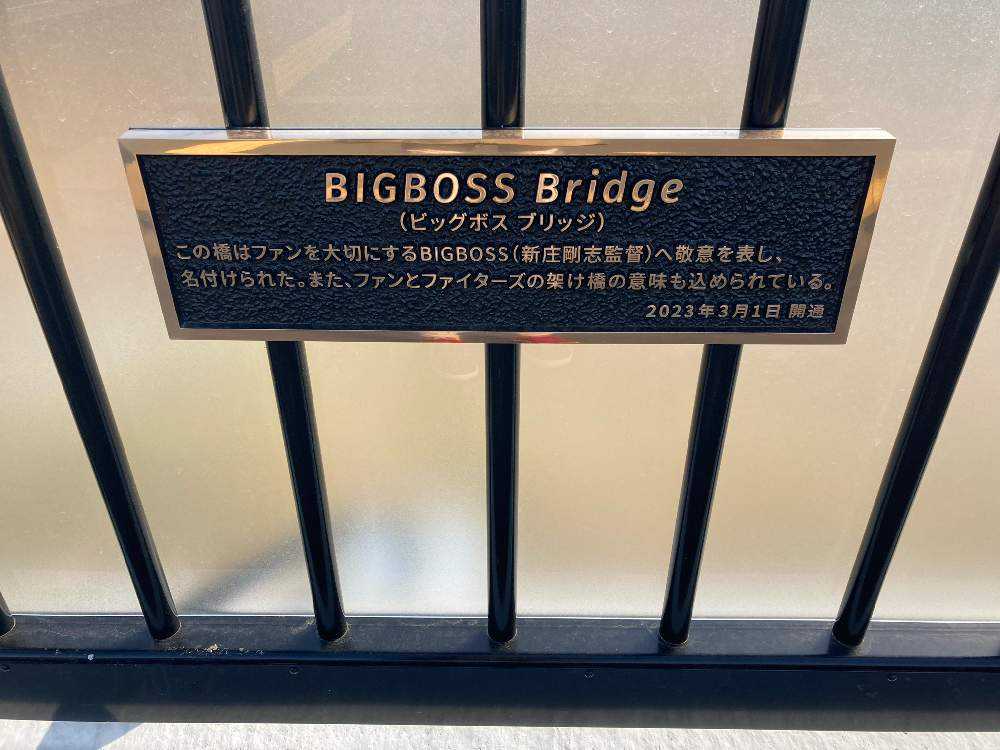 BIGBOSS Bridge
（ビッグボス ブリッジ）
この橋はファンを大切にするBIGBOSS（新庄剛志監督）へ敬意を表し、
名付けられた。また、ファンとファイターズの架け橋の意味も込められている。
2023年3月1日 開通